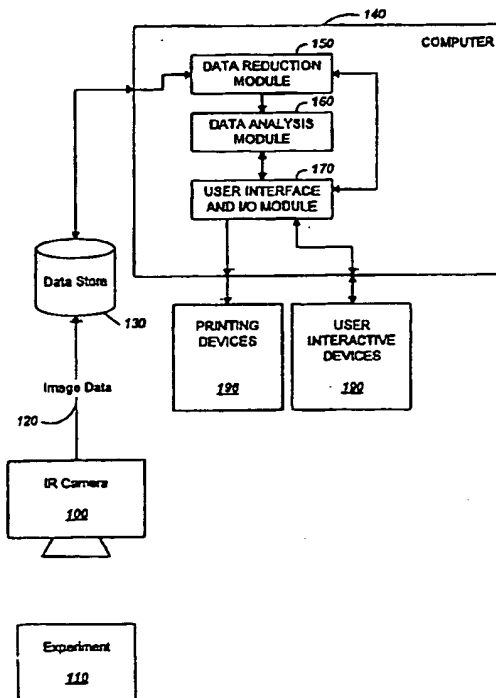 140
COMPUTER
150
DATA REDUCTION
MODULE
160
DATA ANALYSIS
MODULE
170
USER INTERFACE
AND I/O MODULE
Data Store
130
PRINTING
DEVICES
196
USER
INTERACTIVE
DEVICES
190
Image Data
120
IR Camera
100
Experiment
110